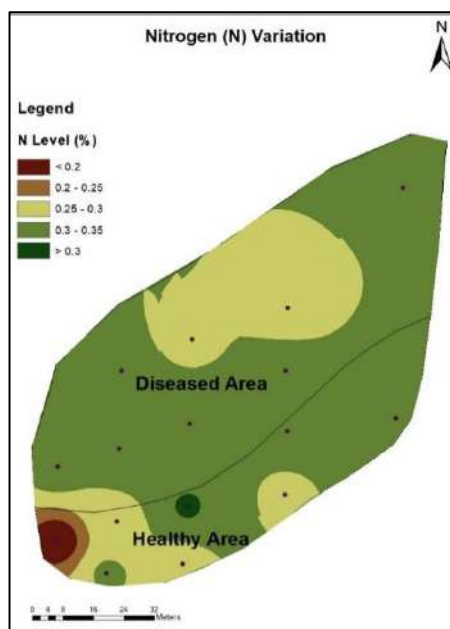 Nitrogen (N) Variation
N
Legend
N Level (%)
< 0.2
0.2 - 0.25
0.25 - 0.3
0.3 - 0.35
> 0.3
Diseased Area
Healthy Area
0 4 8 16 24 32
Meters